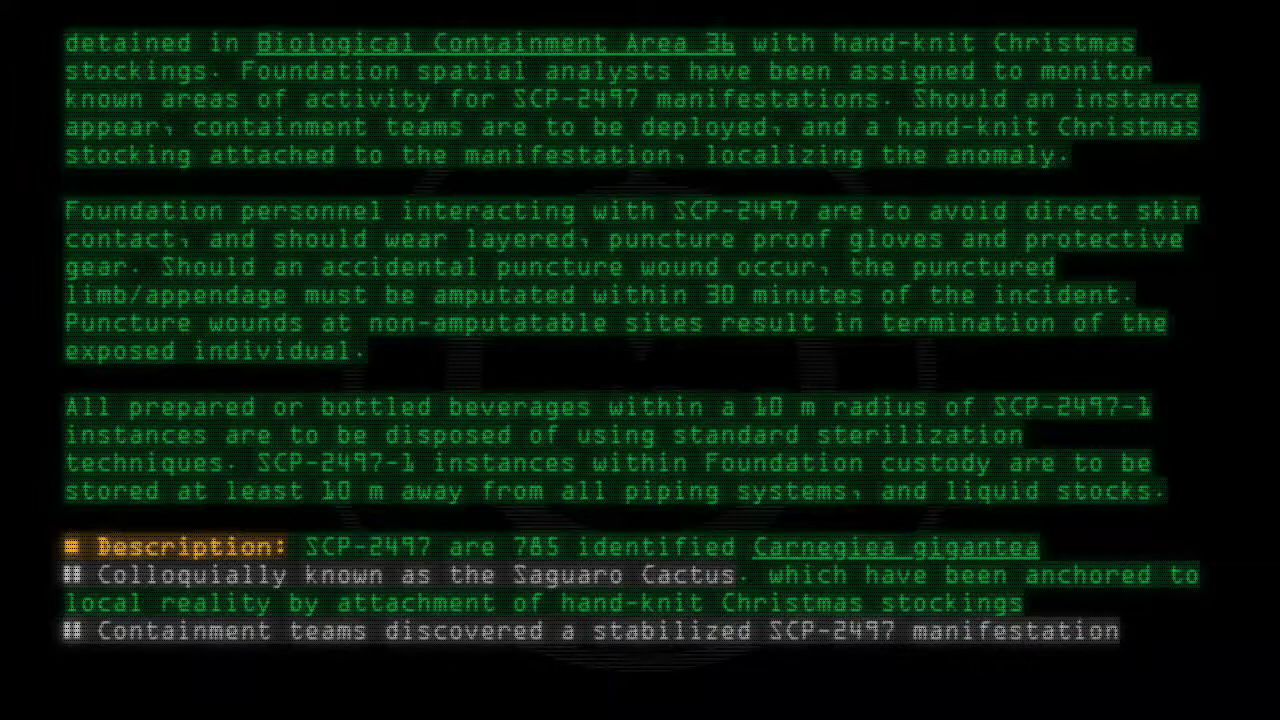 detained in Biological Containment Area 36 with hand-knit Christmas
stockings. Foundation spatial analysts have been assigned to monitor
known areas of activity for SCP-2497 manifestations. Should an instance
appear, containment teams are to be deployed, and a hand-knit Christmas
stocking attached to the manifestation, localizing the anomaly.
Foundation personnel interacting with SCP-2497 are to avoid direct skin
contact, and should wear layered, puncture proof gloves and protective
gear. Should an accidental puncture wound occur, the punctured
limb/appendage must be amputated within 30 minutes of the incident.
Puncture wounds at non-amputatable sites result in termination of the
exposed individual.
All prepared or bottled beverages within a 10 m radius of SCP-2497-1
instances are to be disposed of using standard sterilization
techniques. SCP-2497-1 instances within Foundation custody are to be
stored at least 10 m away from all piping systems, and liquid stocks.
■ Description: SCP-2497 are 785 identified Carnegiea gigantea
⏸ Colloquially known as the Saguaro Cactus. which have been anchored to
local reality by attachment of hand-knit Christmas stockings
⏸ Containment teams discovered a stabilized SCP-2497 manifestation